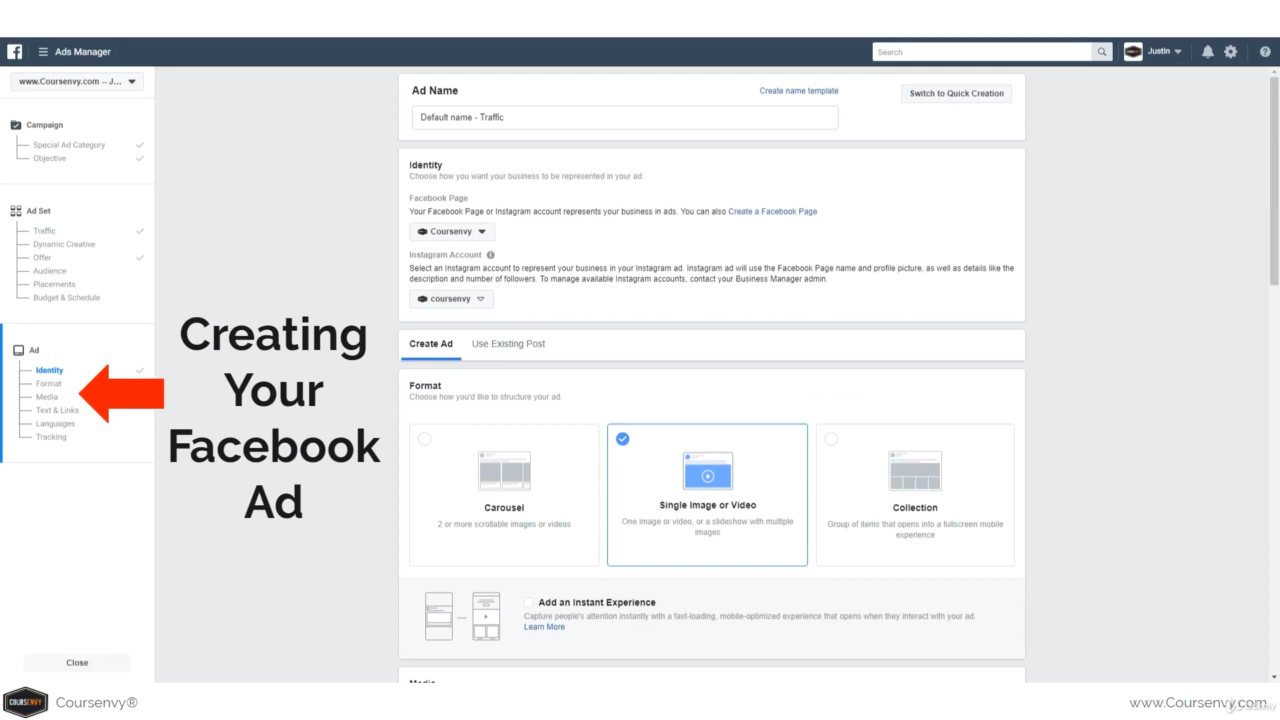 Ads Manager
Search
Justin
www.Coursenvy.com -- J...
Campaign
Special Ad Category
Objective
Ad Set
Traffic
Dynamic Creative
Offer
Audience
Placements
Budget & Schedule
Ad
Identity
Format
Media
Text & Links
Languages
Tracking
Close
Creating
Your
Facebook
Ad
Ad Name
Create name template
Switch to Quick Creation
Default name - Traffic
Identity
Choose how you want your business to be represented in your ad.
Facebook Page
Your Facebook Page or Instagram account represents your business in ads. You can also Create a Facebook Page
Coursenvy
Instagram Account
Select an Instagram account to represent your business in your Instagram ad. Instagram ad will use the Facebook Page name and profile picture, as well as details like the
description and number of followers. To manage available Instagram accounts, contact your Business Manager admin.
coursenvy
Create Ad
Use Existing Post
Format
Choose how you'd like to structure your ad.
Carousel
2 or more scrollable images or videos
Single Image or Video
One image or video, or a slideshow with multiple
images
Collection
Group of items that opens into a fullscreen mobile
experience
Add an Instant Experience
Capture people's attention instantly with a fast-loading, mobile-optimized experience that opens when they interact with your ad.
Learn More
Media
COURSENVY
Coursenvy®
www.Coursenvy.com